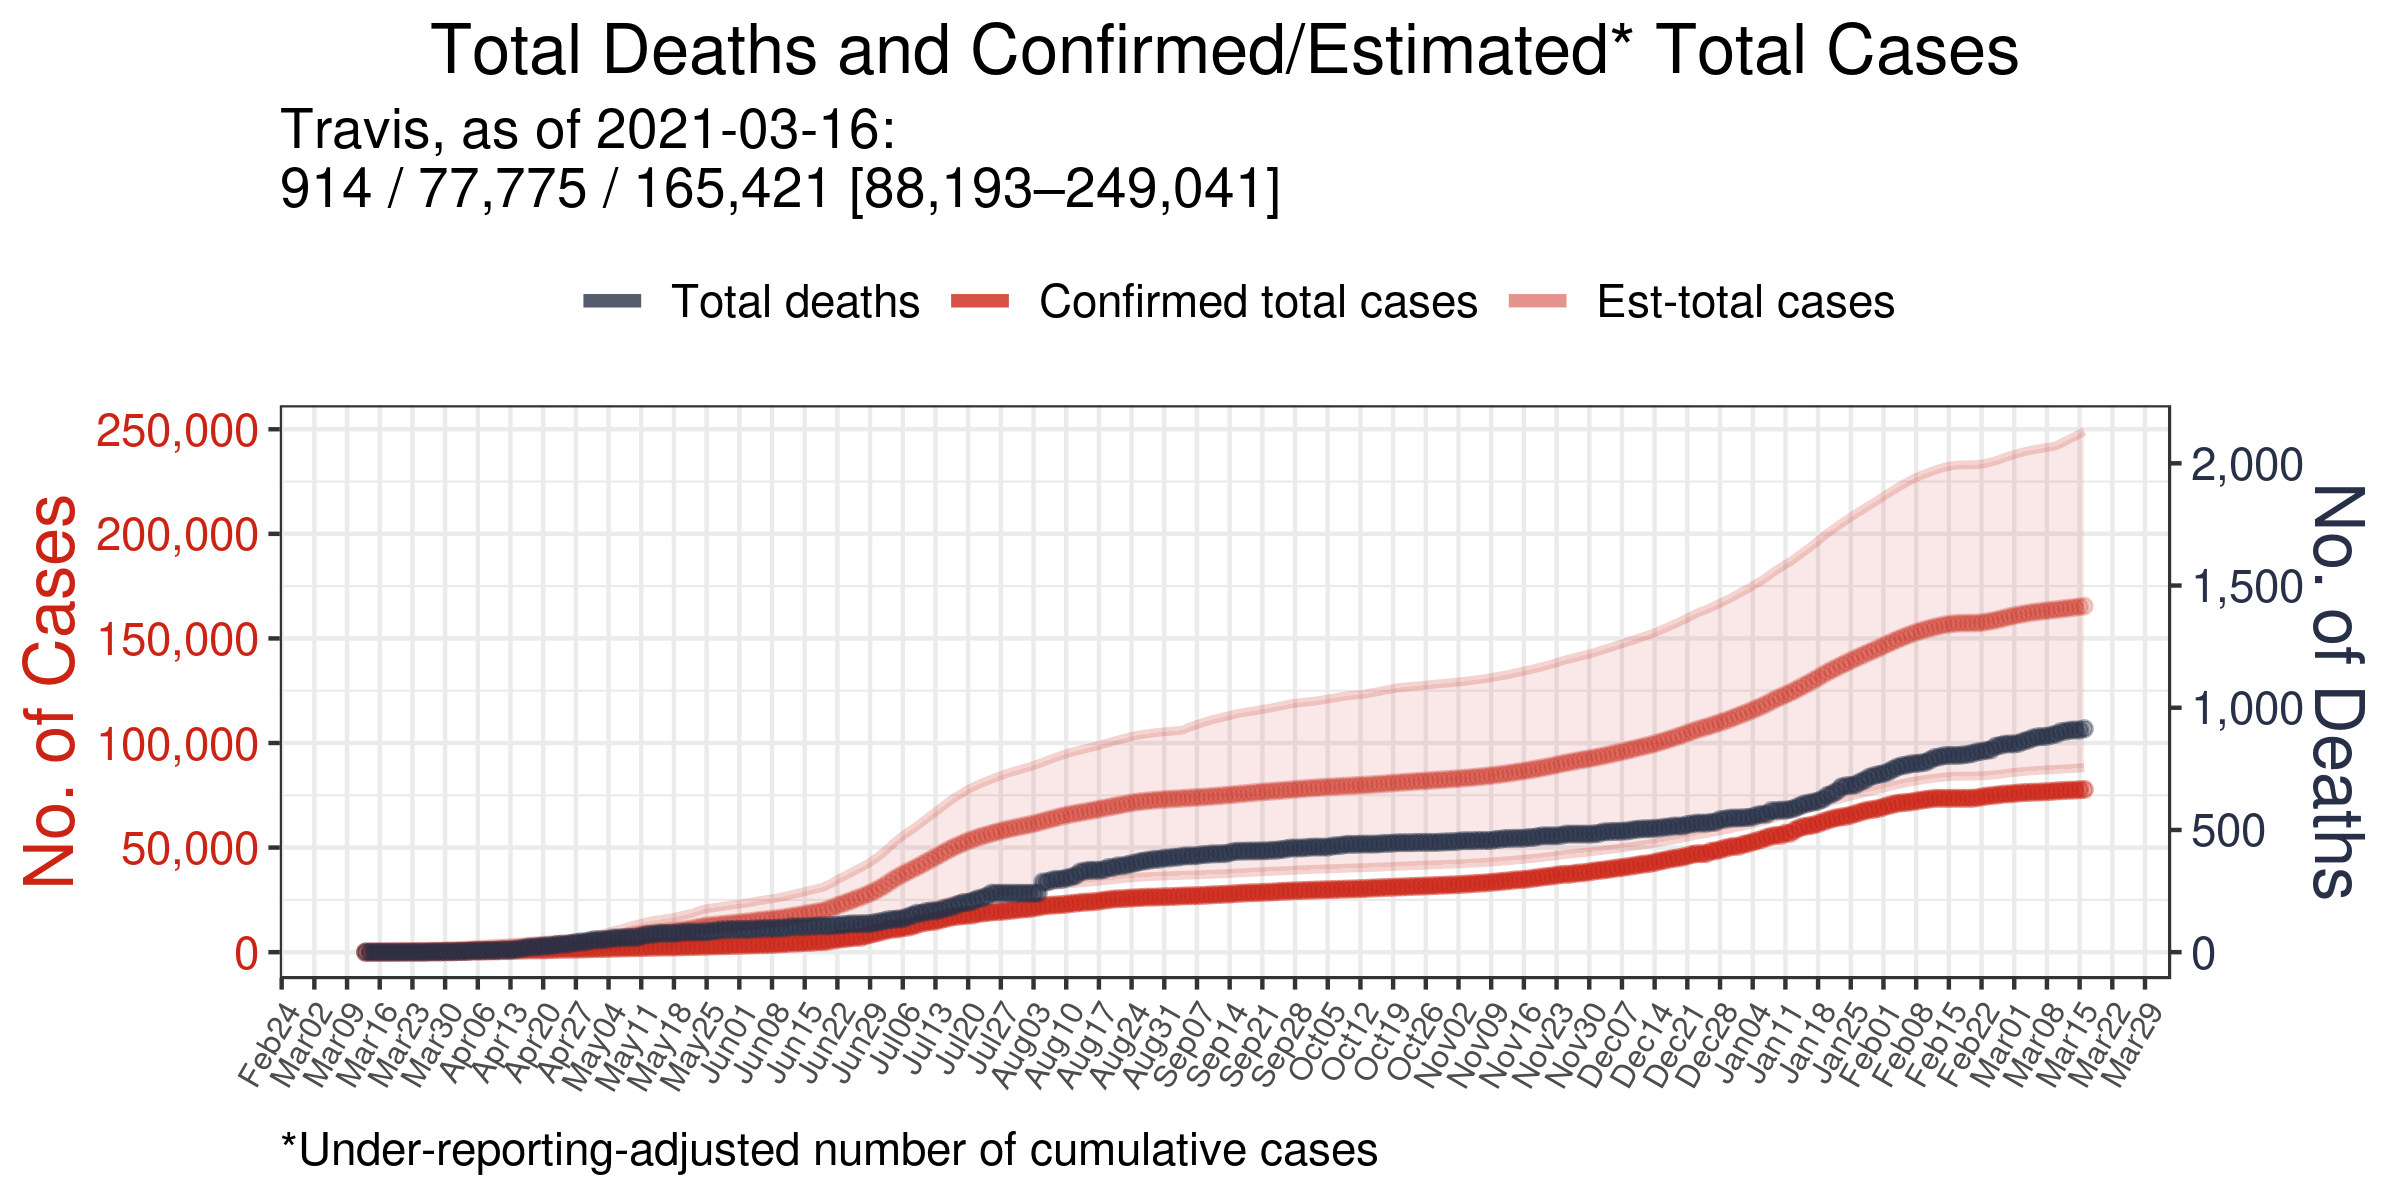 Total Deaths and Confirmed/Estimated* Total Cases
Travis, as of 2021-03-16:
914 / 77,775 / 165,421 [88,193–249,041]
Total deaths
Confirmed total cases
Est-total cases
No. of Cases
250,000
200,000
150,000
100,000
50,000
0
2,000
1,500
1,000
500
0
No. of Deaths
Feb24
Mar02
Mar09
Mar16
Mar23
Mar30
Apr06
Apr13
Apr20
Apr27
May04
May11
May18
May25
Jun01
Jun08
Jun15
Jun22
Jun29
Jul06
Jul13
Jul20
Jul27
Aug03
Aug10
Aug17
Aug24
Aug31
Sep07
Sep14
Sep21
Sep28
Oct05
Oct12
Oct19
Oct26
Nov02
Nov09
Nov16
Nov23
Nov30
Dec07
Dec14
Dec21
Dec28
Jan04
Jan11
Jan18
Jan25
Feb01
Feb08
Feb15
Feb22
Mar01
Mar08
Mar15
Mar22
Mar29
*Under-reporting-adjusted number of cumulative cases